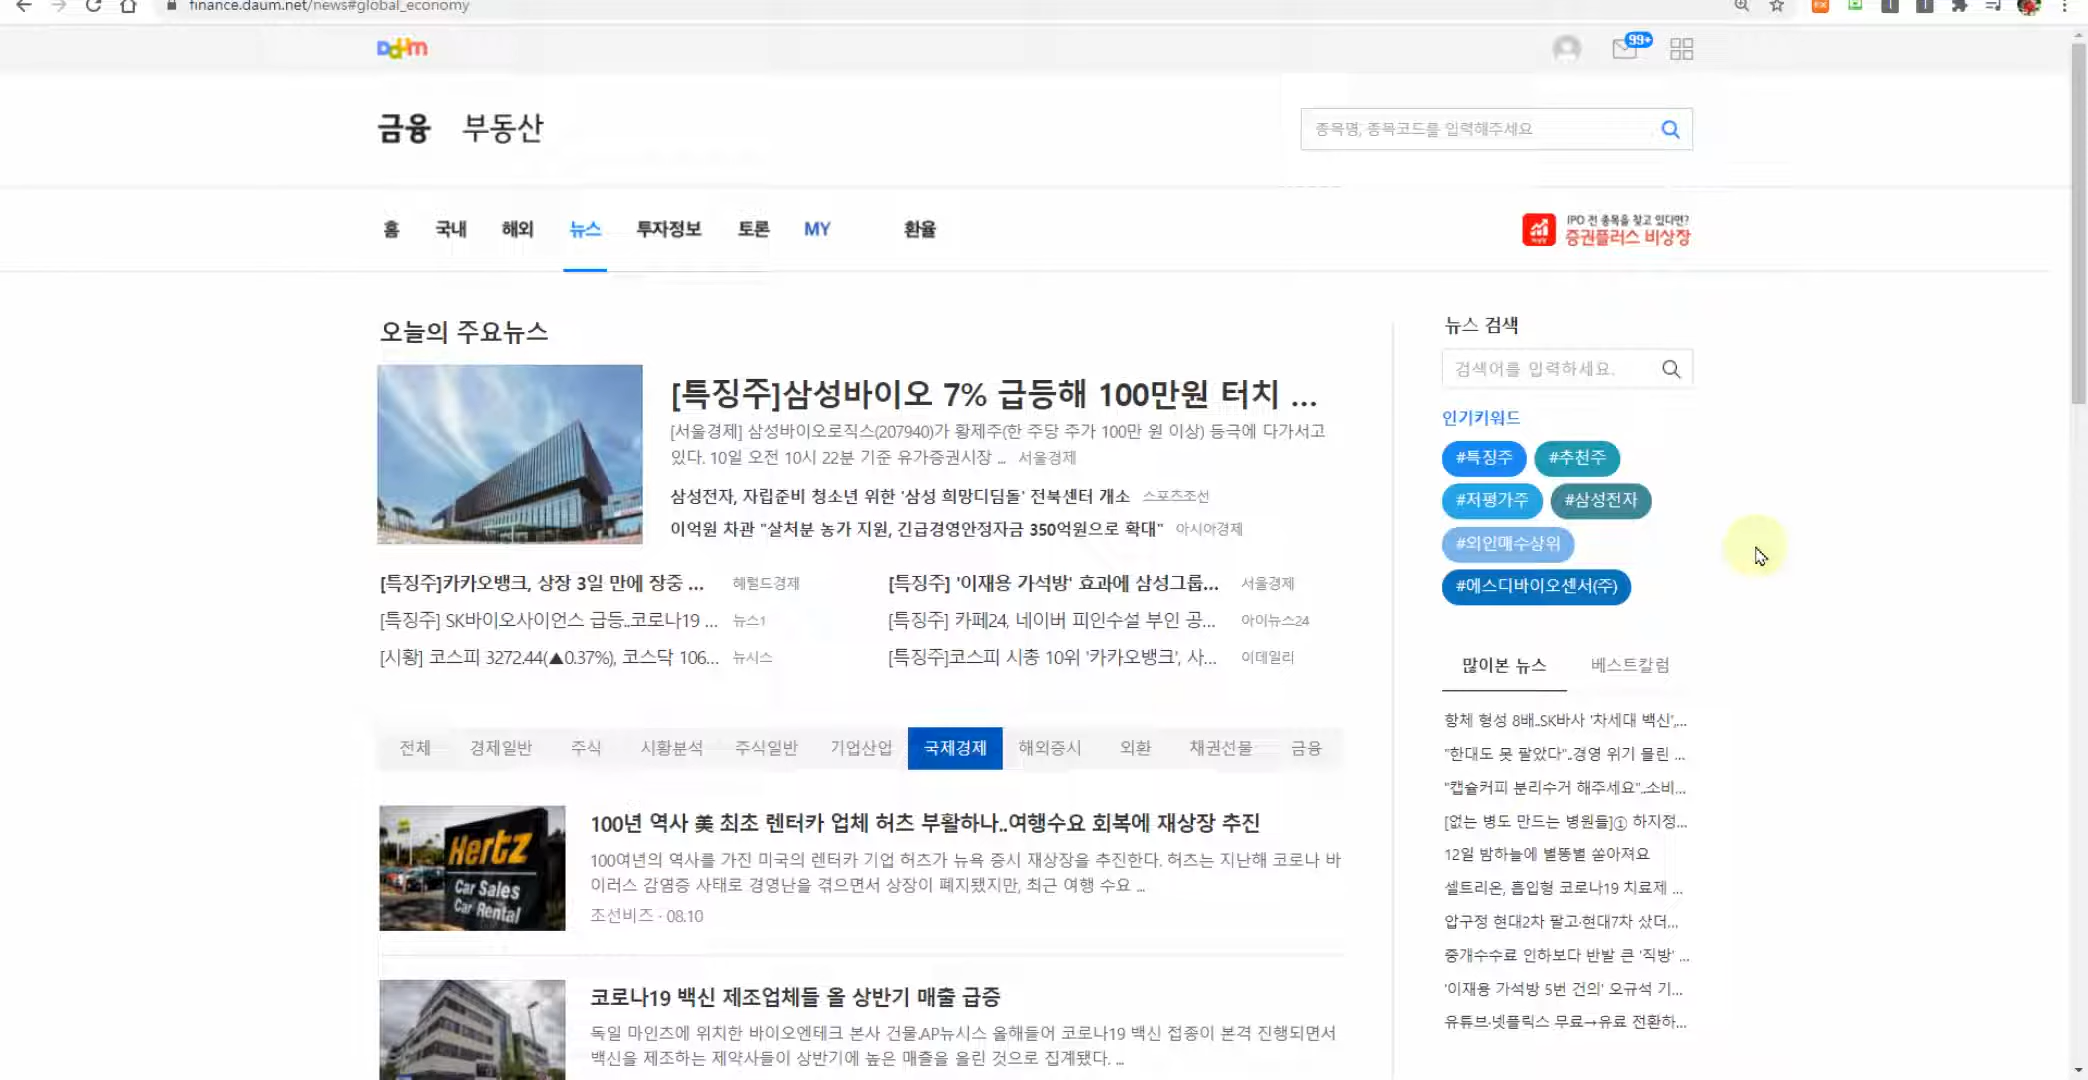 finance.daum.net/news#global_economy
Daum
99+
금융 부동산
종목명, 종목코드를 입력해주세요
홈 국내 해외 뉴스 투자정보 토론 MY 환율
IPO 전 종목을 찾고 있다면?
증권플러스 비상장
오늘의 주요뉴스
[특징주]삼성바이오 7% 급등해 100만원 터치 ...
[서울경제] 삼성바이오로직스(207940)가 황제주(한 주당 주가 100만 원 이상) 등극에 다가서고
있다. 10일 오전 10시 22분 기준 유가증권시장 ... 서울경제
삼성전자, 자립준비 청소년 위한 '삼성 희망디딤돌' 전북센터 개소 스포츠조선
이억원 차관 "살처분 농가 지원, 긴급경영안정자금 350억원으로 확대" 아시아경제
[특징주]카카오뱅크, 상장 3일 만에 장중 ... 헤럴드경제
[특징주] '이재용 가석방' 효과에 삼성그룹... 서울경제
[특징주] SK바이오사이언스 급등..코로나19 ... 뉴스1
[특징주] 카페24, 네이버 피인수설 부인 공... 아이뉴스24
[시황] 코스피 3272.44(▲0.37%), 코스닥 106... 뉴시스
[특징주]코스피 시총 10위 '카카오뱅크', 사... 이데일리
전체 경제일반 주식 시황분석 주식일반 기업산업 국제경제 해외증시 외환 채권선물 금융
Hertz
Car Sales
Car Rental
100년 역사 美 최초 렌터카 업체 허츠 부활하나..여행수요 회복에 재상장 추진
100여년의 역사를 가진 미국의 렌터카 기업 허츠가 뉴욕 증시 재상장을 추진한다. 허츠는 지난해 코로나 바
이러스 감염증 사태로 경영난을 겪으면서 상장이 폐지됐지만, 최근 여행 수요 ...
조선비즈 · 08.10
코로나19 백신 제조업체들 올 상반기 매출 급증
독일 마인츠에 위치한 바이오엔테크 본사 건물.AP뉴시스 올해들어 코로나19 백신 접종이 본격 진행되면서
백신을 제조하는 제약사들이 상반기에 높은 매출을 올린 것으로 집계됐다. ...
뉴스 검색
검색어를 입력하세요.
인기키워드
#특징주 #추천주
#저평가주 #삼성전자
#외인매수상위
#에스디바이오센서(주)
많이본 뉴스 베스트칼럼
항체 형성 8배..SK바사 '차세대 백신',...
"한대도 못 팔았다"..경영 위기 몰린 ...
"캡슐커피 분리수거 해주세요"..소비...
[없는 병도 만드는 병원들]① 하지정...
12일 밤하늘에 별똥별 쏟아져요
셀트리온, 흡입형 코로나19 치료제 ...
압구정 현대2차 팔고·현대7차 샀더...
중개수수료 인하보다 반발 큰 '직방' ...
'이재용 가석방 5번 건의' 오규석 기...
유튜브·넷플릭스 무료→유료 전환하...